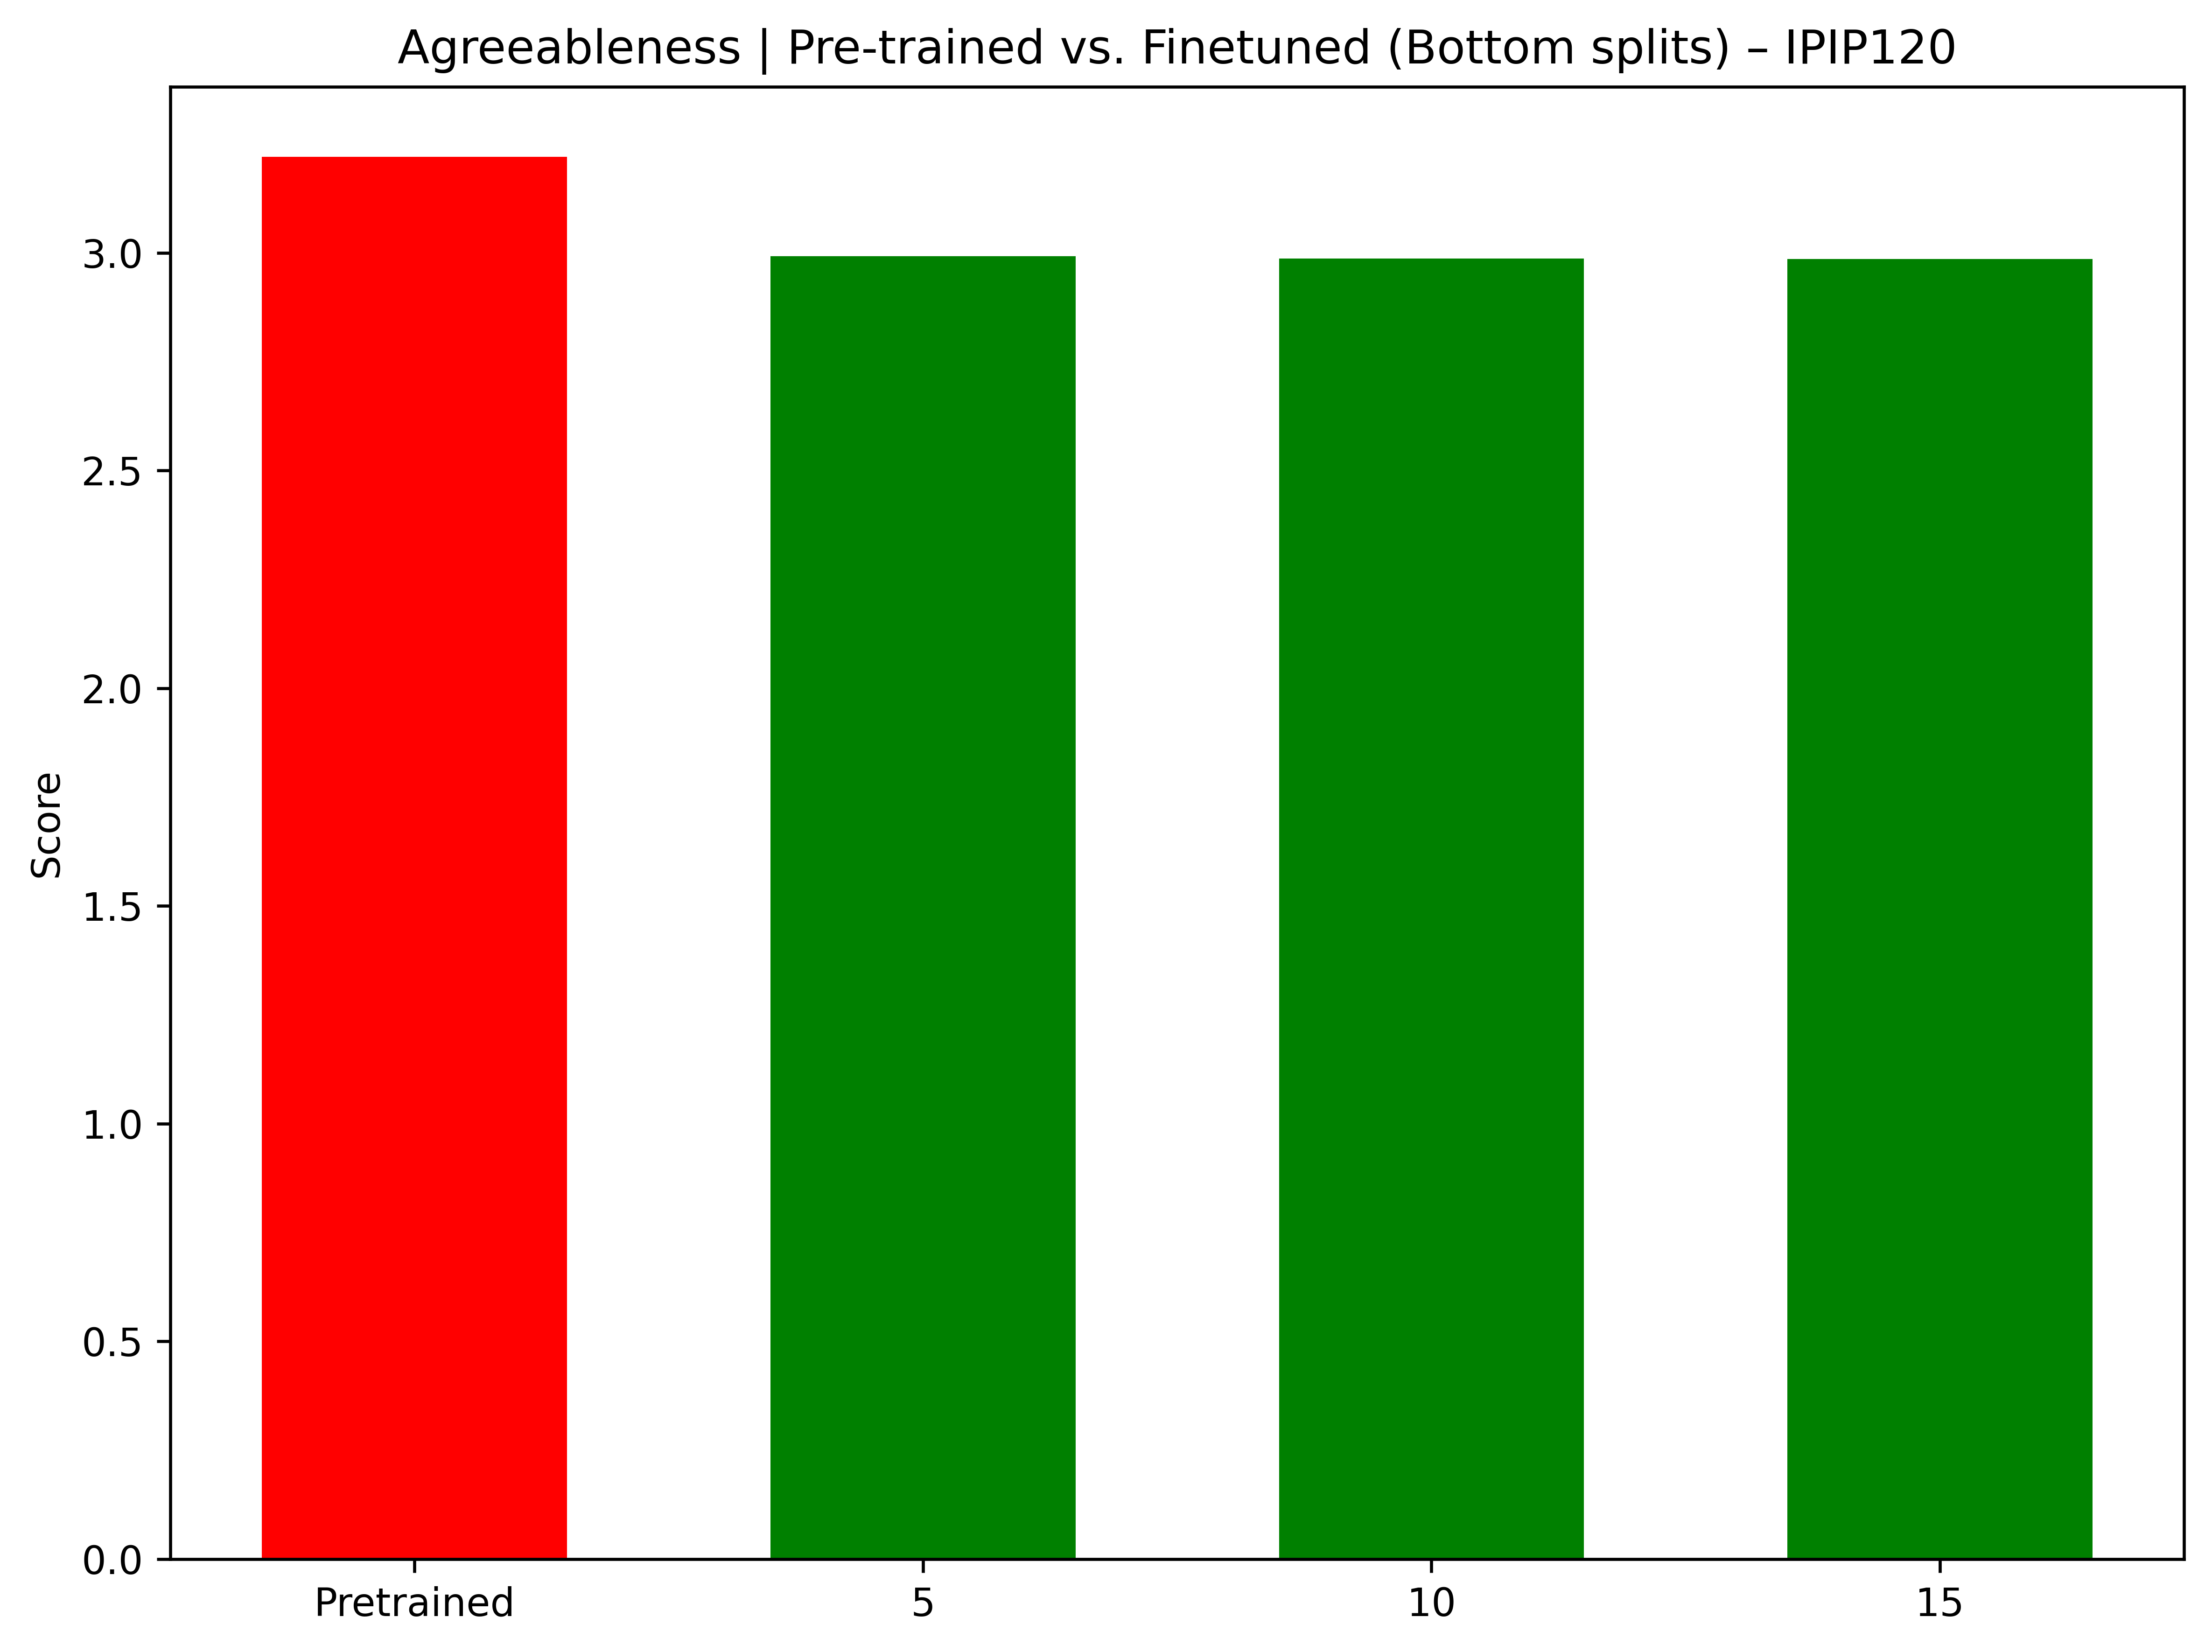 Agreeableness | Pre-trained vs. Finetuned (Bottom splits) – IPIP120
Score
3.0
2.5
2.0
1.5
1.0
0.5
0.0
Pretrained 5 10 15